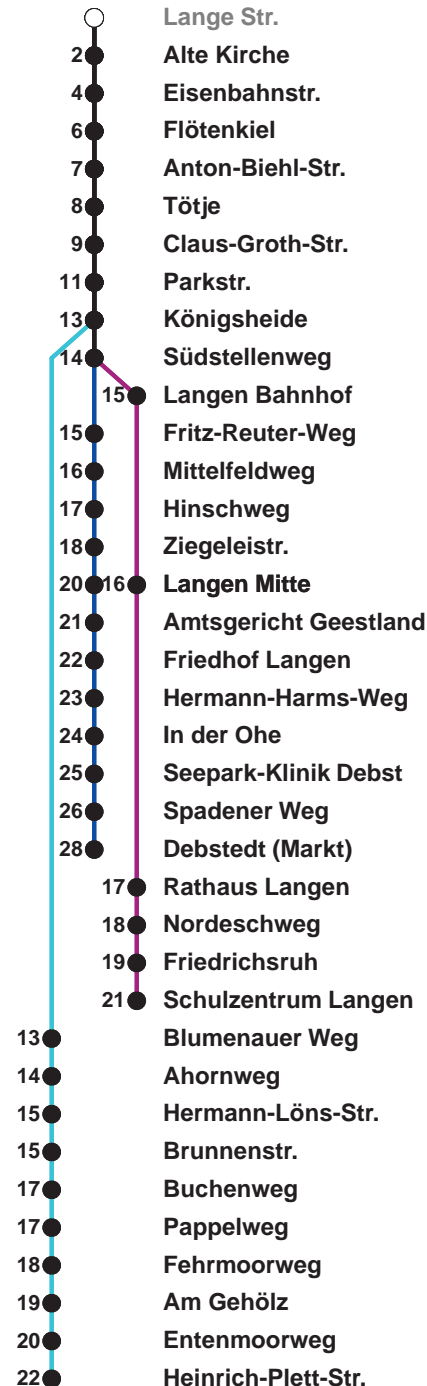 Lange Str.
2 Alte Kirche
4 Eisenbahnstr.
6 Flötenkiel
7 Anton-Biehl-Str.
8 Tötje
9 Claus-Groth-Str.
11 Parkstr.
13 Königsheide
14 Südstellenweg
15 Langen Bahnhof
15 Fritz-Reuter-Weg
16 Mittelfeldweg
17 Hinschweg
18 Ziegeleistr.
20 16 Langen Mitte
21 Amtsgericht Geestland
22 Friedhof Langen
23 Hermann-Harms-Weg
24 In der Ohe
25 Seepark-Klinik Debst
26 Spadener Weg
28 Debstedt (Markt)
17 Rathaus Langen
18 Nordeschweg
19 Friedrichsruh
21 Schulzentrum Langen
13 Blumenauer Weg
14 Ahornweg
15 Hermann-Löns-Str.
15 Brunnenstr.
17 Buchenweg
17 Pappelweg
18 Fehrmoorweg
19 Am Gehölz
20 Entenmoorweg
22 Heinrich-Plett-Str.